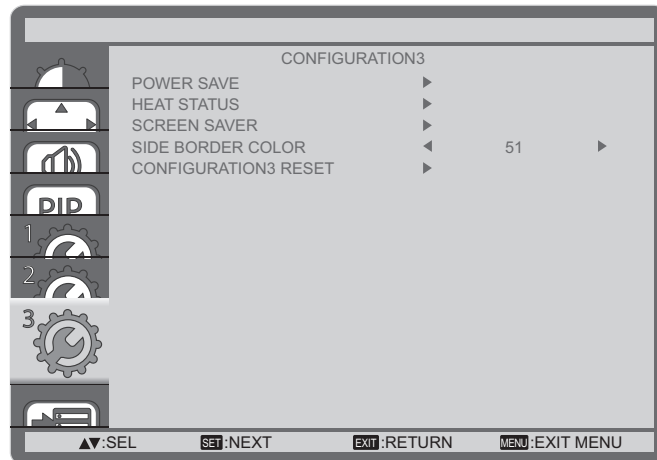 CONFIGURATION3
POWER SAVE
HEAT STATUS
SCREEN SAVER
SIDE BORDER COLOR 51
CONFIGURATION3 RESET
PIP
1
2
3
:SEL SET:NEXT EXIT:RETURN MENU:EXIT MENU